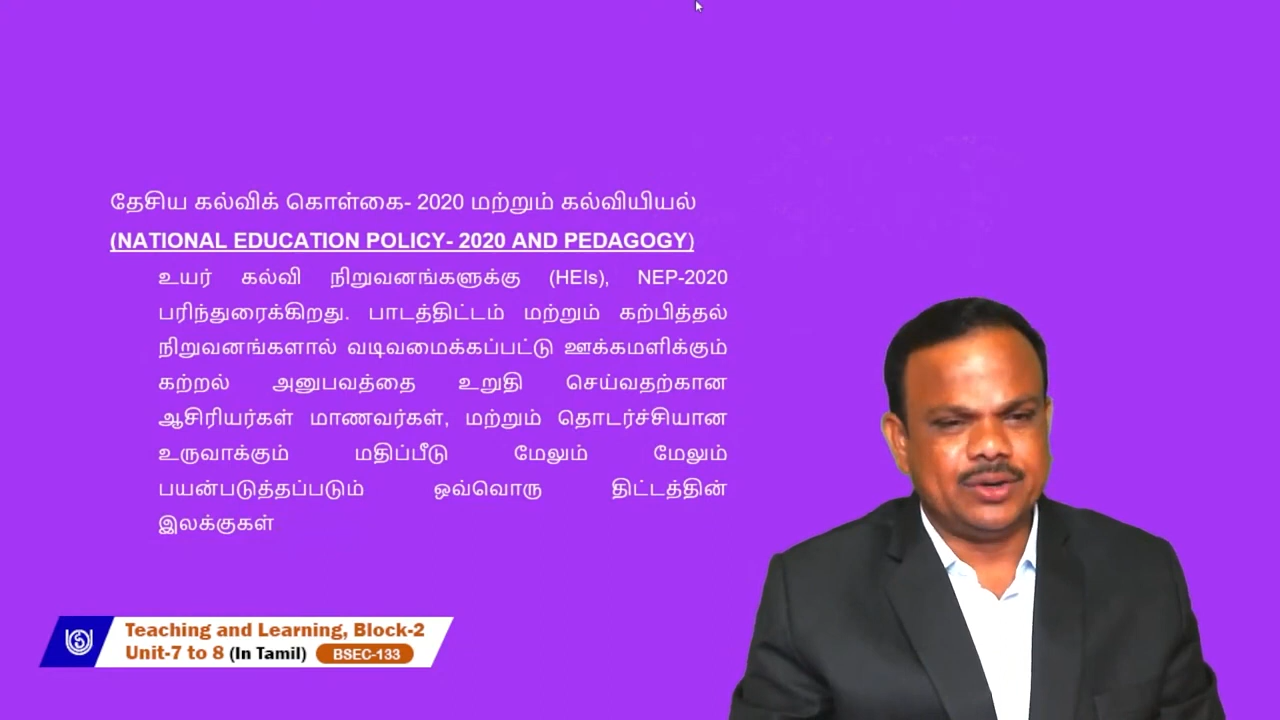 தேசிய கல்விக் கொள்கை- 2020 மற்றும் கல்வியியல்
(NATIONAL EDUCATION POLICY- 2020 AND PEDAGOGY)
உயர் கல்வி நிறுவனங்களுக்கு (HEIs), NEP-2020
பரிந்துரைக்கிறது. பாடத்திட்டம் மற்றும் கற்பித்தல்
நிறுவனங்களால் வடிவமைக்கப்பட்டு ஊக்கமளிக்கும்
கற்றல் அனுபவத்தை உறுதி செய்வதற்கான
ஆசிரியர்கள் மாணவர்கள், மற்றும் தொடர்ச்சியான
உருவாக்கும் மதிப்பீடு மேலும் மேலும்
பயன்படுத்தப்படும் ஒவ்வொரு திட்டத்தின்
இலக்குகள்
Teaching and Learning, Block-2
Unit-7 to 8 (In Tamil) BSEC-133